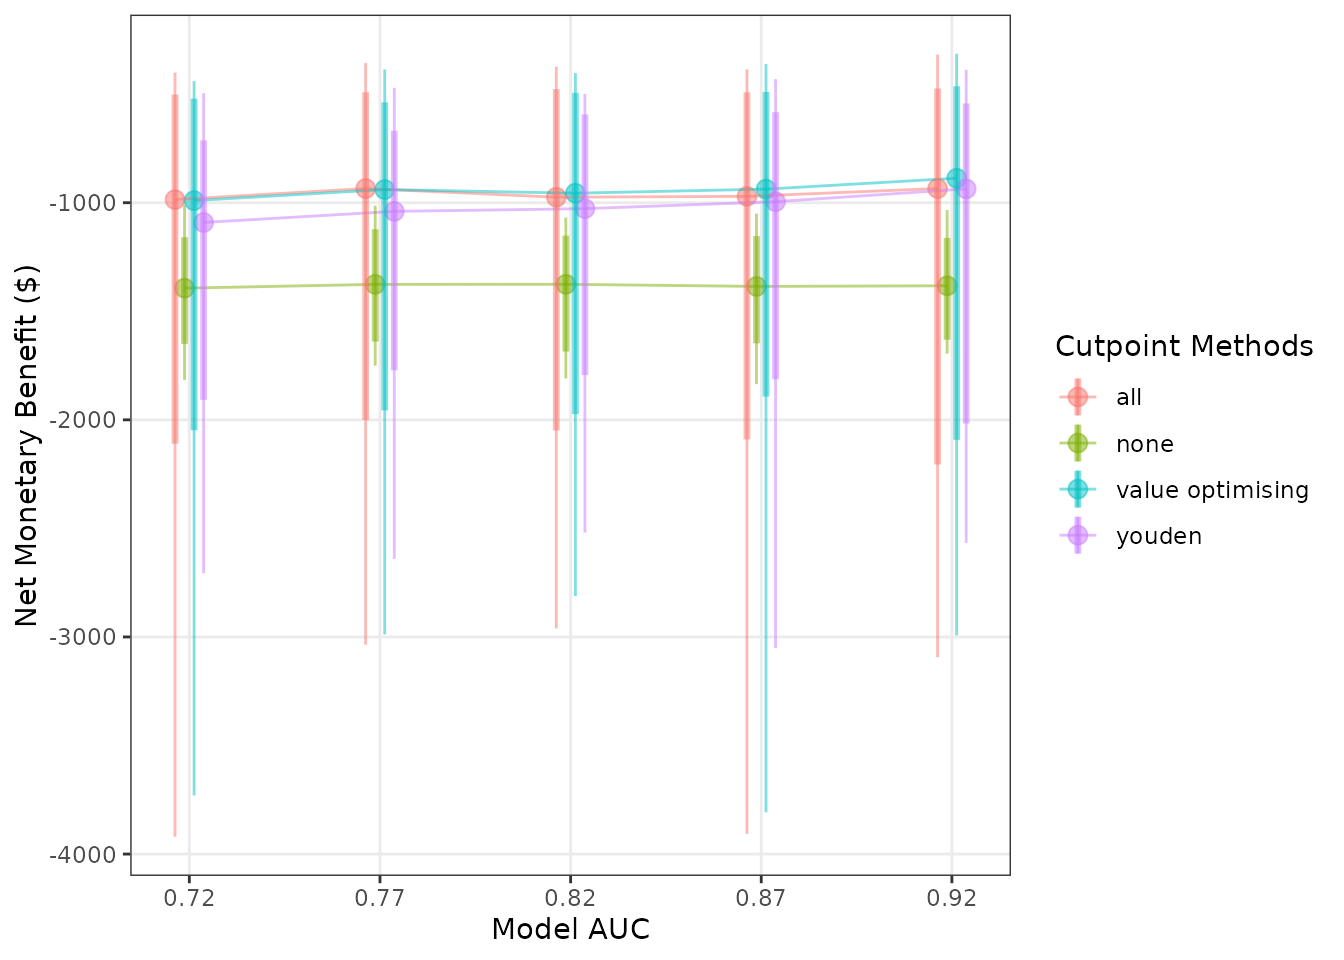 Net Monetary Benefit ($)
-1000
-2000
-3000
-4000
0.72 0.77 0.82 0.87 0.92
Model AUC
Cutpoint Methods
all
none
value optimising
youden